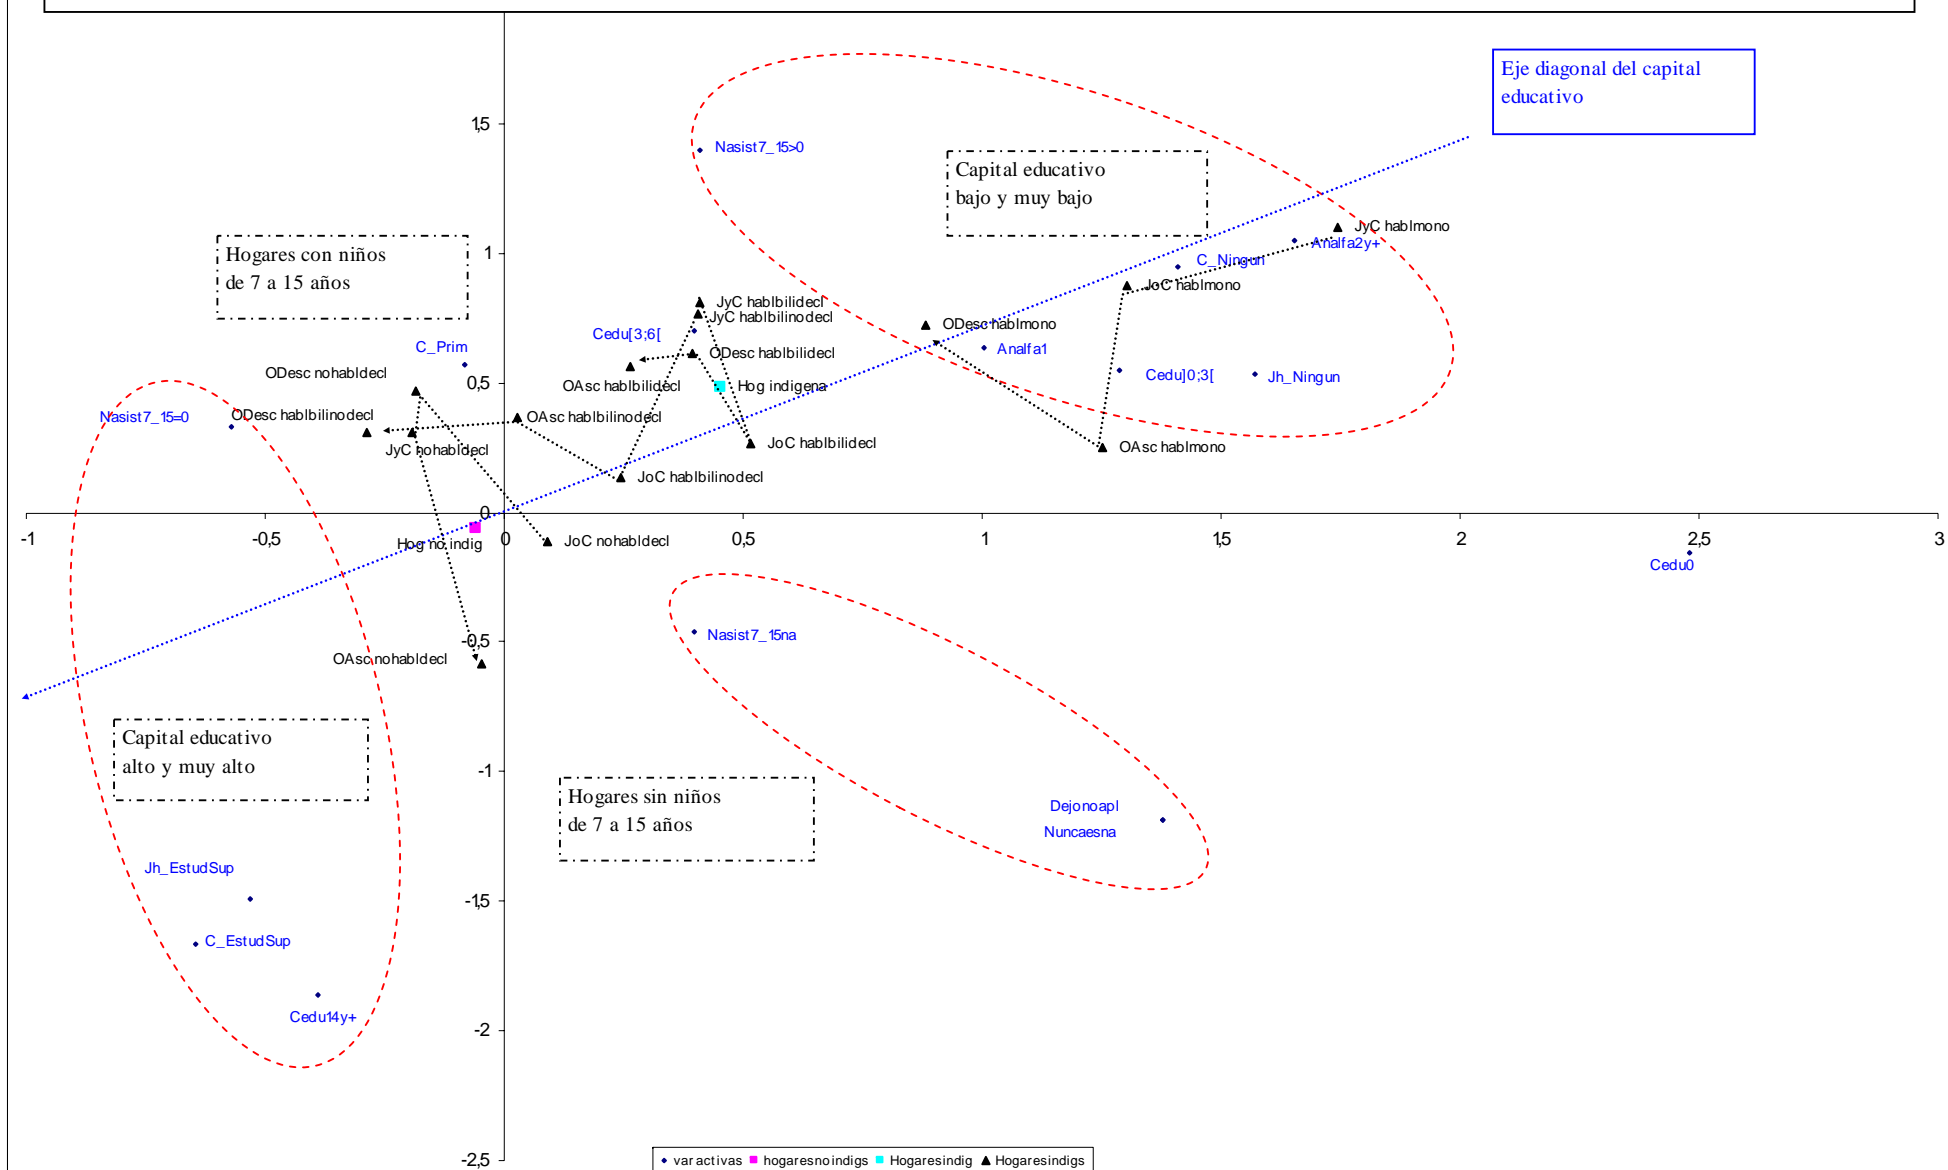 Eje diagonal del capital
educativo
1,5
Nasist7_15>0
Capital educativo
bajo y muy bajo
JyC hablmono
Analfa2y+
Hogares con niños
de 7 a 15 años
1
C_Ningun
JoC hablmono
JyC hablbilidecl
JyC hablbilinodecl
ODesc hablmono
Cedu[3;6[
C_Prim
ODesc hablbilidecl
Analfa1
ODesc nohabldecl
0,5
OAsc hablbilidecl
Hog indigena
Cedu]0;3[
Jh_Ningun
Nasist7_15=0
ODesc hablbilinodecl
OAsc hablbilinodecl
JyC nohabldecl
JoC hablbilidecl
OAsc hablmono
JoC hablbilinodecl
0
-1
-0,5
0
0,5
1
1,5
2
2,5
3
Hog no indig
JoC nohabldecl
Cedu0
-0,5
Nasist7_15na
OAsc nohabldecl
Capital educativo
alto y muy alto
-1
Hogares sin niños
de 7 a 15 años
Dejonoapl
Nuncaesna
Jh_EstudSup
-1,5
C_EstudSup
Cedu14y+
-2
-2,5
var activas hogaresnoindigs Hogaresindig Hogaresindigs